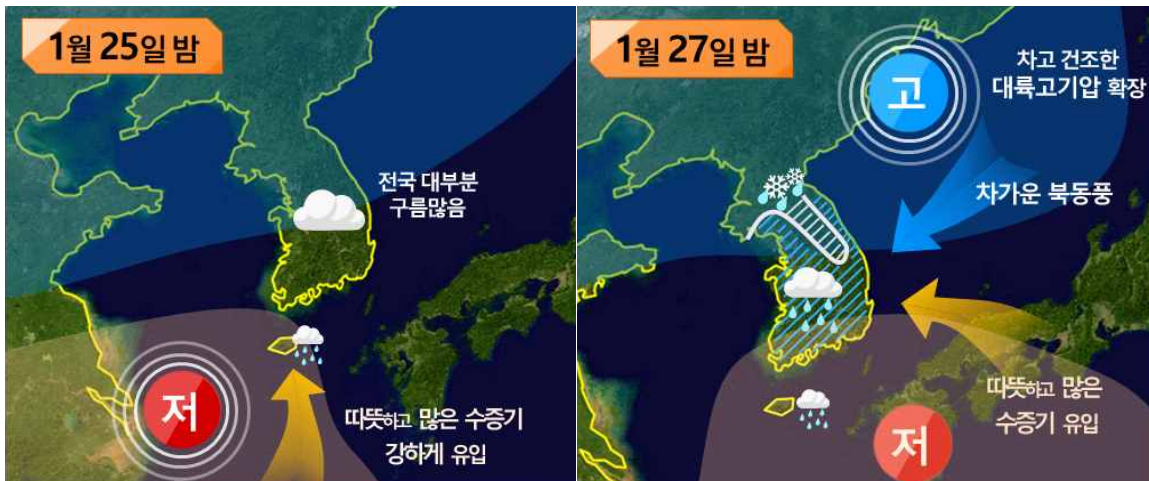 1월 25일 밤
전국 대부분
구름많음
저
따뜻하고 많은 수증기
강하게 유입
1월 27일 밤
고
차고 건조한
대륙고기압 확장
차가운 북동풍
따뜻하고 많은
수증기 유입
저